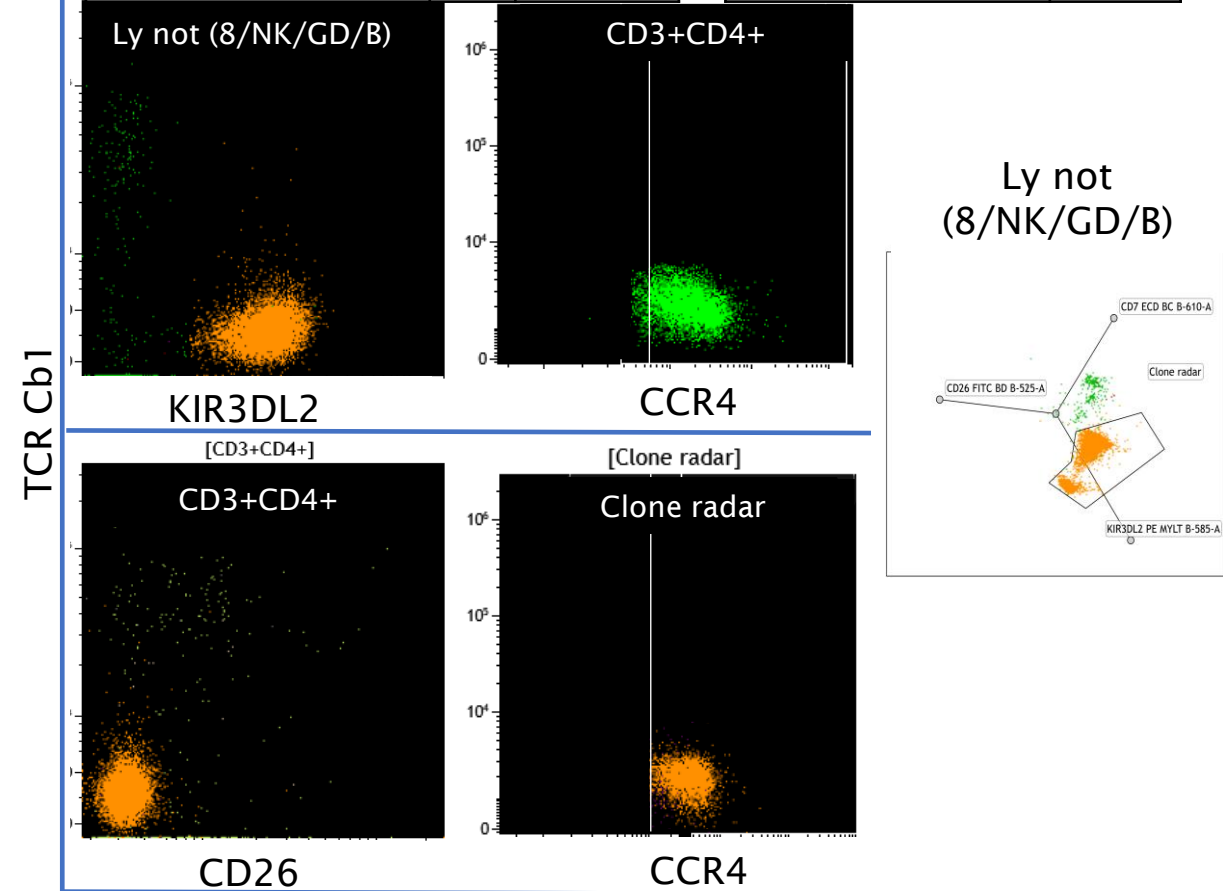 Ly not (8/NK/GD/B)
CD3+CD4+
10⁶
10⁵
10⁴
0
TCR Cb1
KIR3DL2
CCR4
Ly not
(8/NK/GD/B)
CD7 ECD BC B-610-A
Clone radar
CD26 FITC BD B-525-A
KIR3DL2 PE MYLT B-585-A
[CD3+CD4+]
[Clone radar]
CD3+CD4+
Clone radar
10⁶
10⁵
10⁴
0
CD26
CCR4